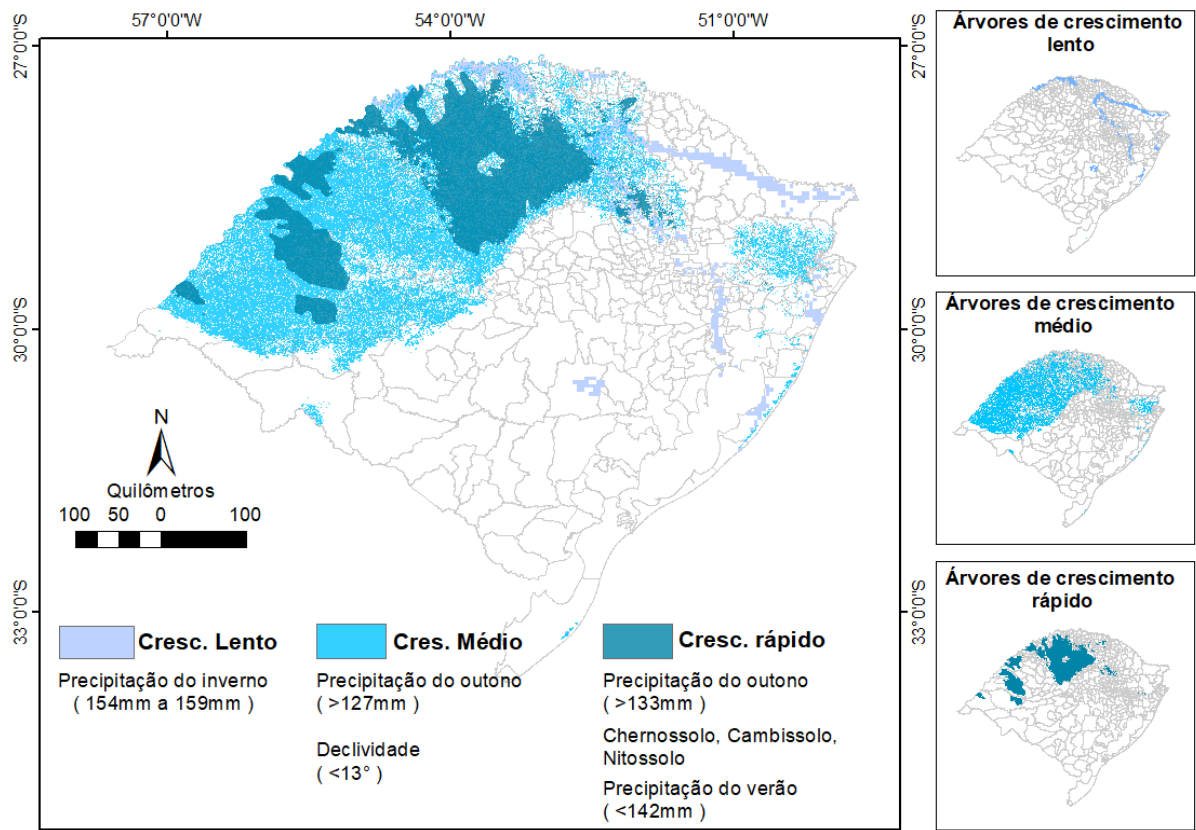 57°0'0"W
54°0'0"W
51°0'0"W
27°0'0"S
30°0'0"S
33°0'0"S
27°0'0"S
30°0'0"S
33°0'0"S
N
Quilômetros
100 50 0 100
Cresc. Lento
Precipitação do inverno
( 154mm a 159mm )
Cres. Médio
Precipitação do outono
( >127mm )
Declividade
( <13° )
Cresc. rápido
Precipitação do outono
( >133mm )
Chernossolo, Cambissolo,
Nitossolo
Precipitação do verão
( <142mm )
Árvores de crescimento
lento
Árvores de crescimento
médio
Árvores de crescimento
rápido